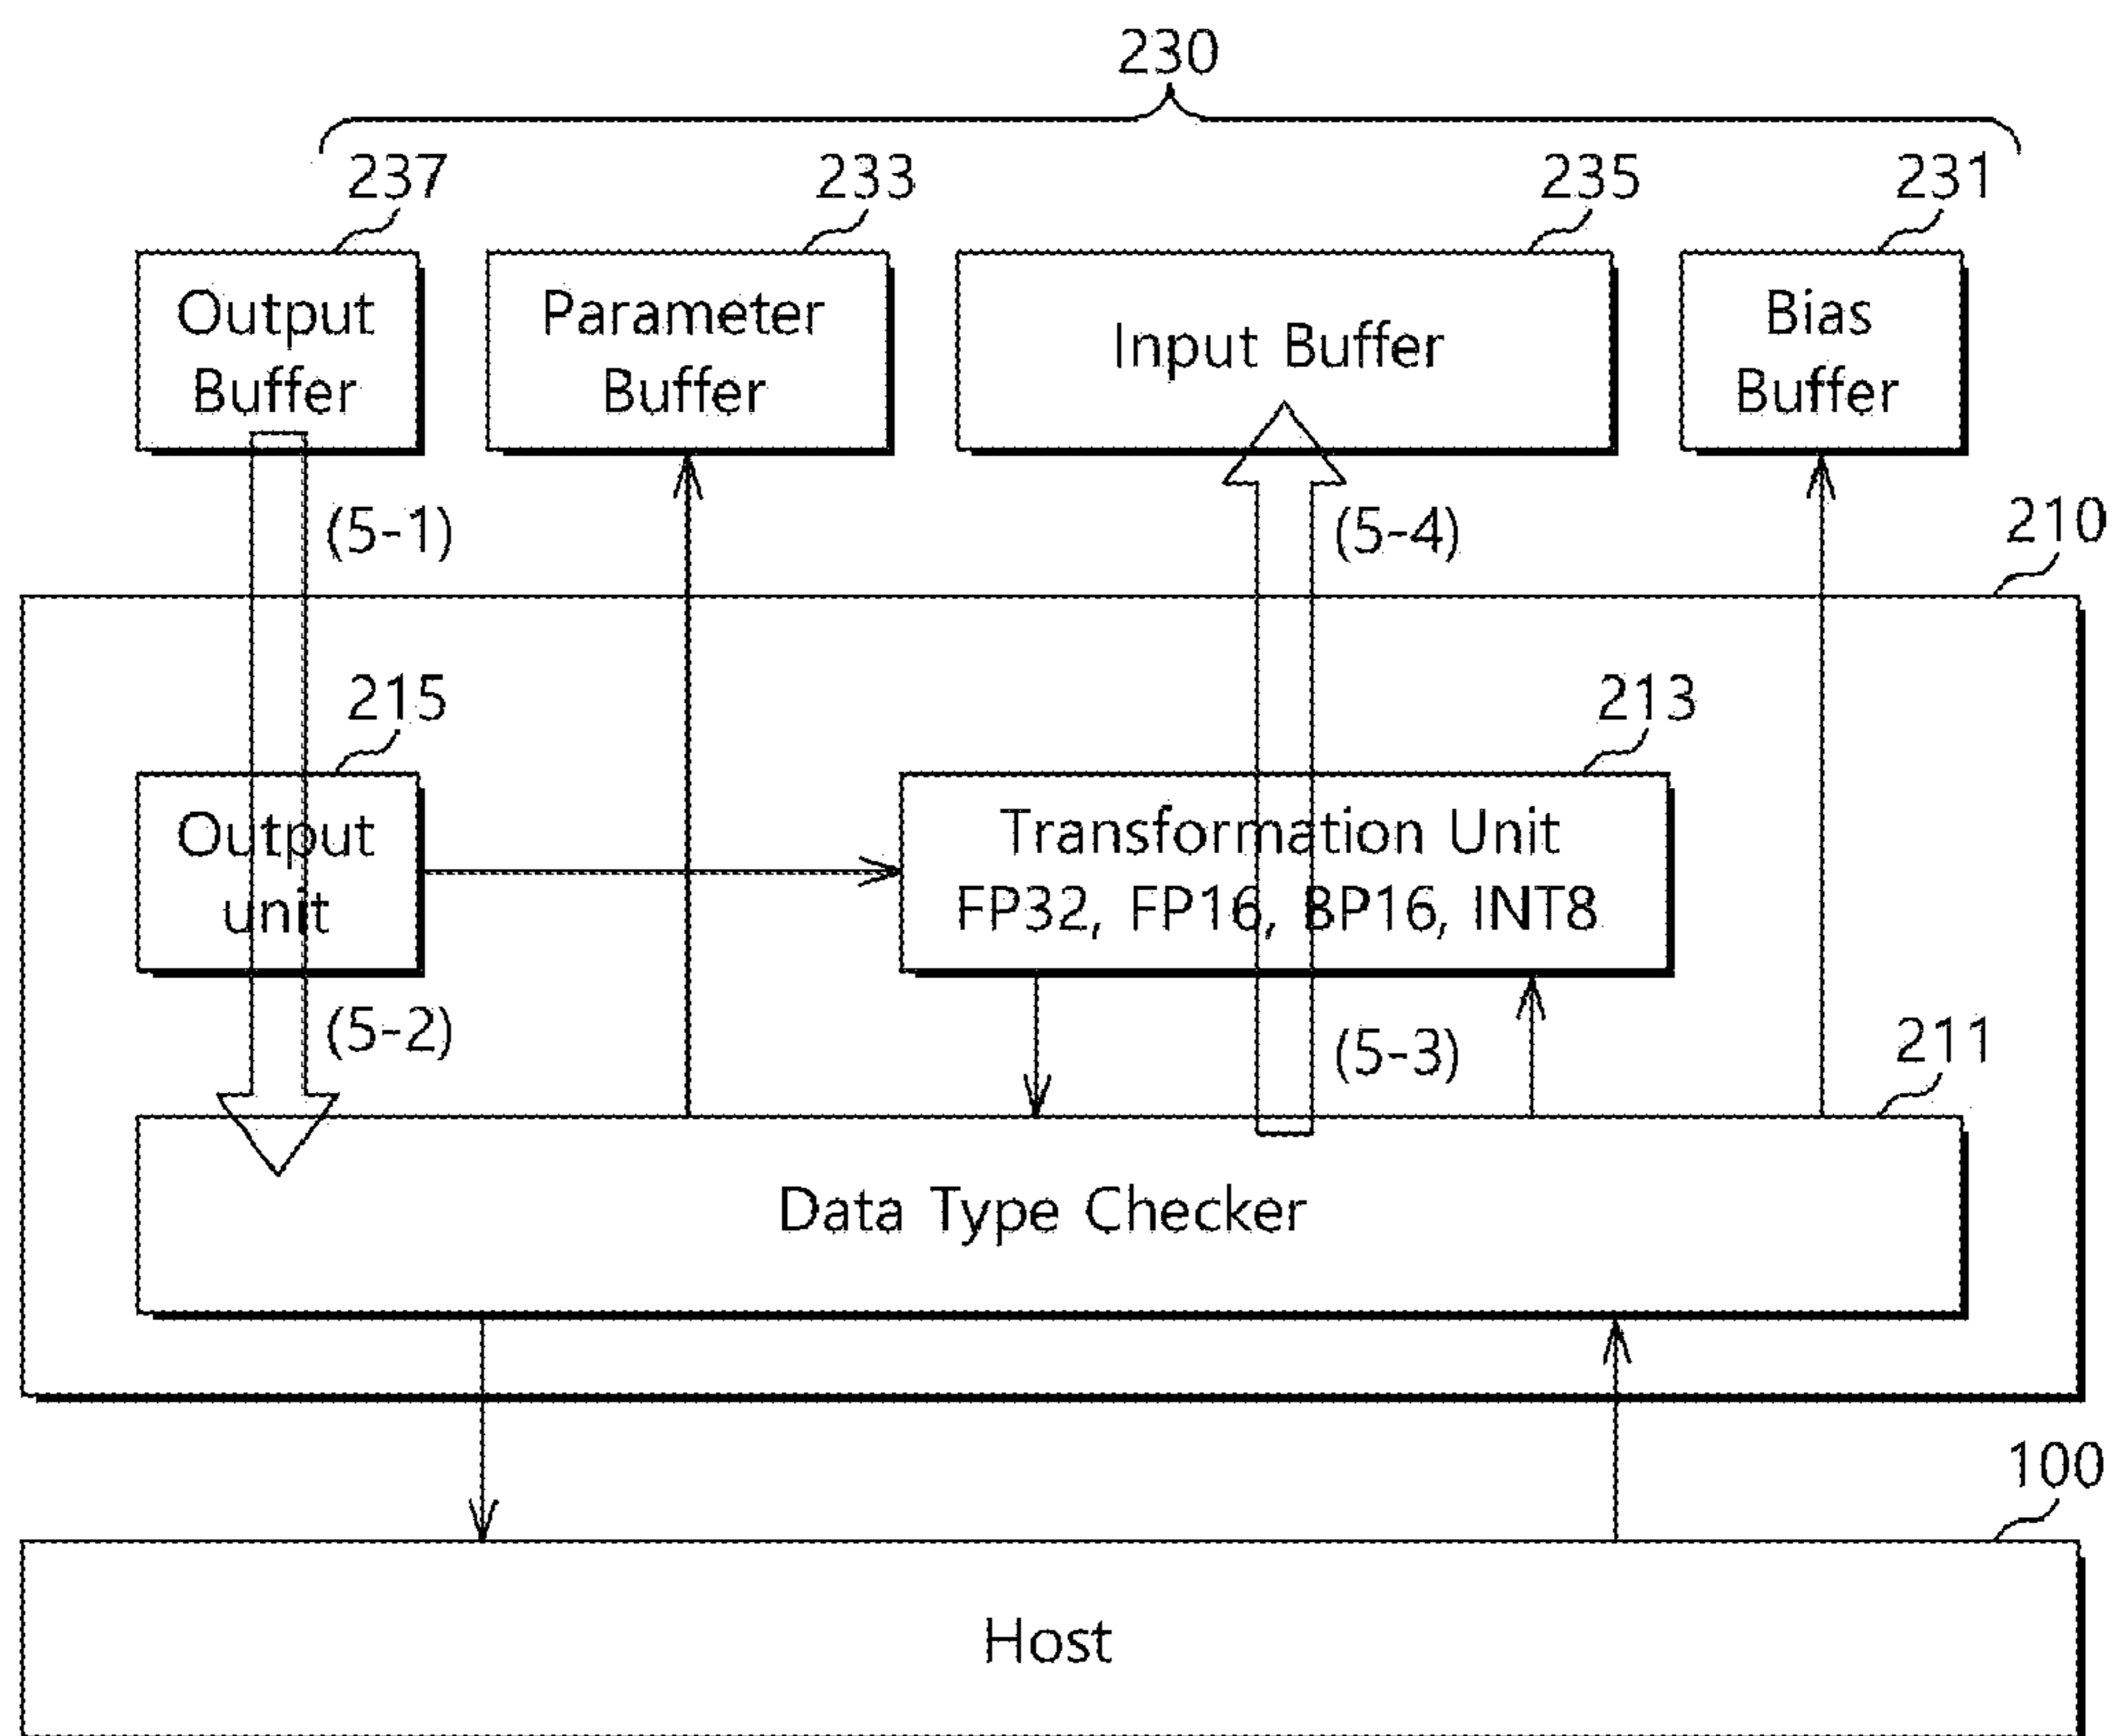 230
237
233
235
231
Output
Buffer
Parameter
Buffer
Input Buffer
Bias
Buffer
(5-1)
(5-4)
210
215
213
Output
unit
Transformation Unit
FP32, FP16, BP16, INT8
(5-2)
(5-3)
211
Data Type Checker
100
Host